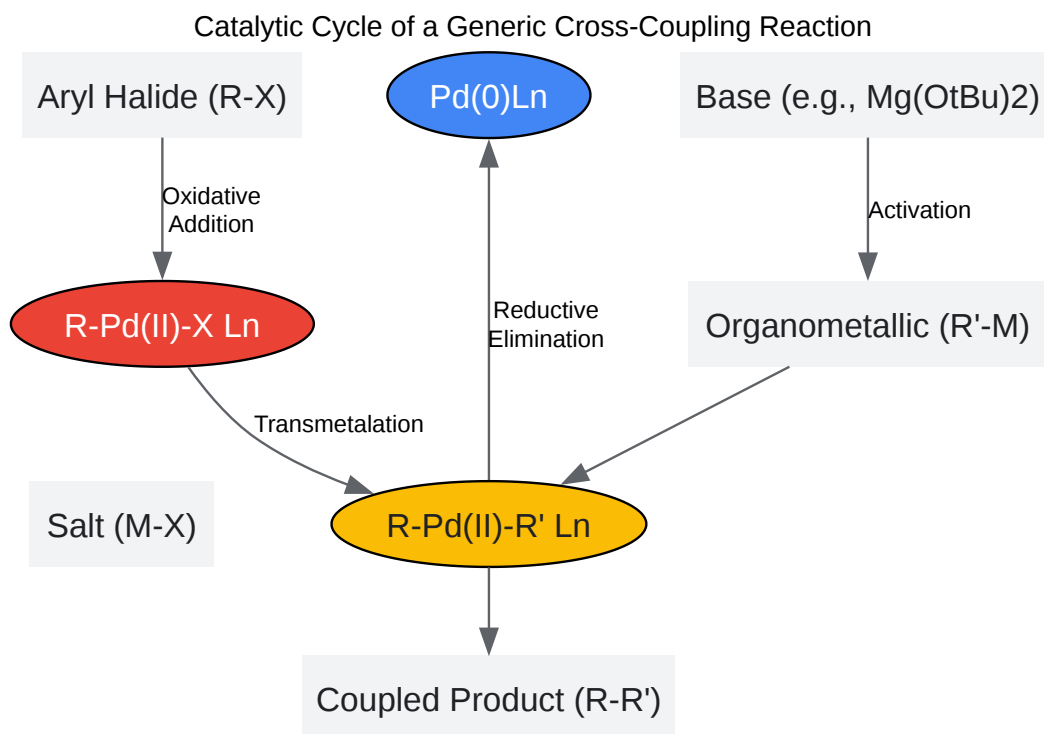 Catalytic Cycle of a Generic Cross-Coupling Reaction
Aryl Halide (R-X)
Pd(0)Ln
Base (e.g., Mg(OtBu)2)
Oxidative
Addition
Activation
R-Pd(II)-X Ln
Reductive
Elimination
Organometallic (R'-M)
Transmetalation
Salt (M-X)
R-Pd(II)-R' Ln
Coupled Product (R-R')